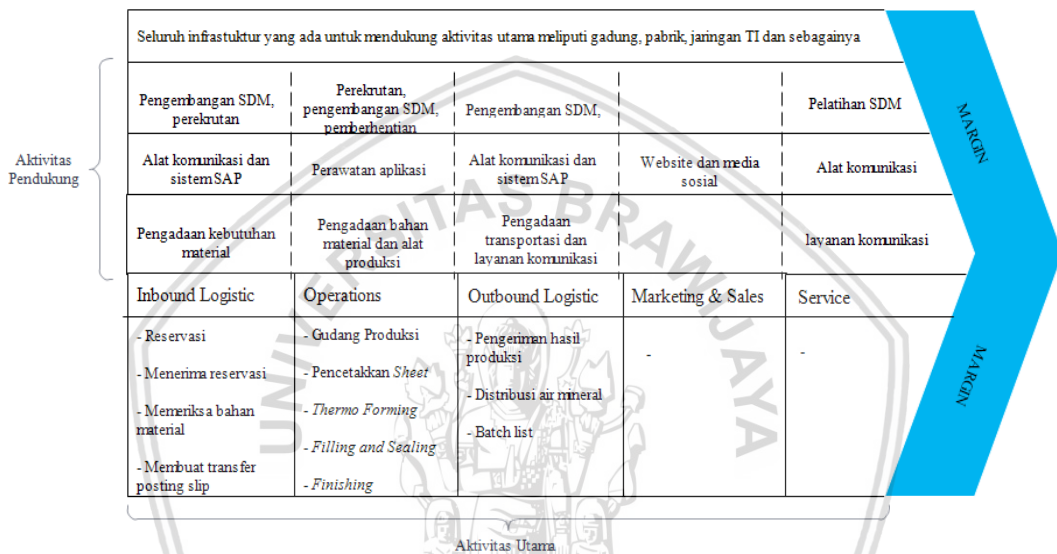 Seluruh infrastuktur yang ada untuk mendukung aktivitas utama meliputi gadung, pabrik, jaringan TI dan sebagainya
Pengembangan SDM,
perekrutan
Perekrutan,
pengembangan SDM,
pemberhentian
Pengembangan SDM,
Pelatihan SDM
Aktivitas
Pendukung
Alat komunikasi dan
sistem SAP
Perawatan aplikasi
Alat komunikasi dan
sistem SAP
Website dan media
sosial
Alat komunikasi
Pengadaan kebutuhan
material
Pengadaan bahan
material dan alat
produksi
Pengadaan
transportasi dan
layanan komunikasi
layanan komunikasi
MARGIN
Inbound Logistic
Operations
Outbound Logistic
Marketing & Sales
Service
- Reservasi
- Menerima reservasi
- Memeriksa bahan
material
- Membuat transfer
posting slip
- Gudang Produksi
- Pencetakkan Sheet
- Thermo Forming
- Filling and Sealing
- Finishing
- Pengeriman hasil
produksi
- Distribusi air mineral
- Batch list
-
-
MARGIN
Aktivitas Utama
UNIVERSITAS BRAWIJAYA